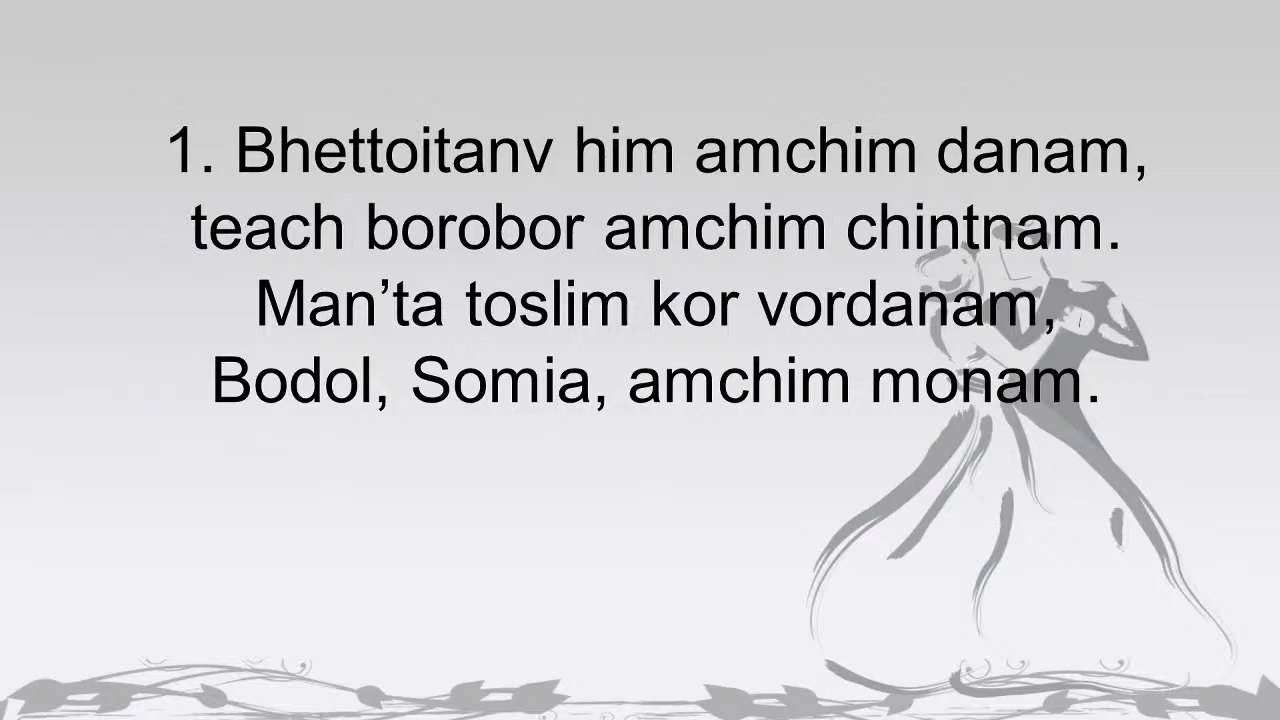 1. Bhettoitanv him amchim danam,
teach borobor amchim chintnam.
Man’ta toslim kor vordanam,
Bodol, Somia, amchim monam.